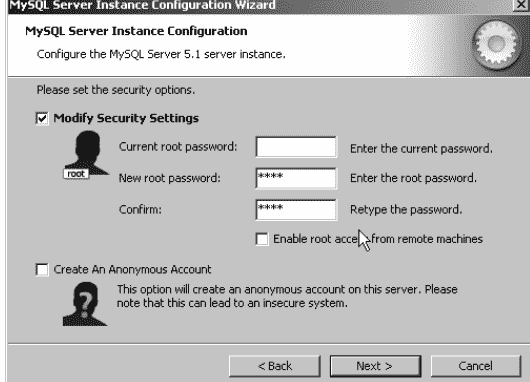 MySQL Server Instance Configuration Wizard
MySQL Server Instance Configuration
Configure the MySQL Server 5.1 server instance.
Please set the security options.
Modify Security Settings
root
Current root password:
Enter the current password.
New root password: ****
Enter the root password.
Confirm: ****
Retype the password.
Enable root access from remote machines
Create An Anonymous Account
This option will create an anonymous account on this server. Please
note that this can lead to an insecure system.
< Back
Next >
Cancel